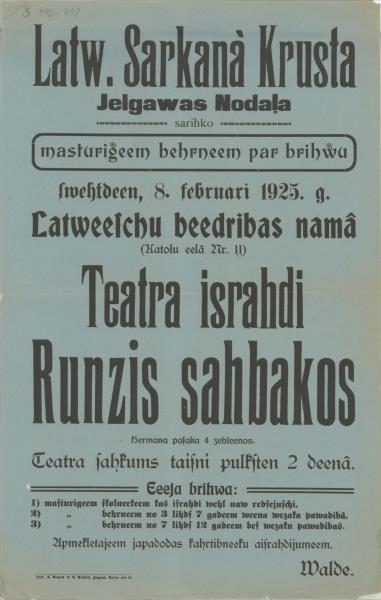 Latw. Sarkanà Krusta
Jelgawas Nodaļa
sarihko
masturigeem behrneem par brihwu
swehtdeen, 8. februari 1925. g.
Latweeschu beedribas namâ
(Katolu eelâ Nr. 11)
Teatra israhdi
Runzis sahbakos
Hermana pasaka 4 zehleenos.
Teatra sahkums taisni pulksten 2 deenâ.
Eeeja brihwa:
1) masturigeem skolneekeem kas israhdi wehl naw redsejuschi,
2) „ behrneem no 3 lihds 7 gadeem weena wezaka pawadibâ,
3) „ behrneem no 7 lihds 12 gadeem bes wezaku pawadibas.
Apmekletajeem japadodas kahrtibneeku aisrahdijumeem.
Walde.